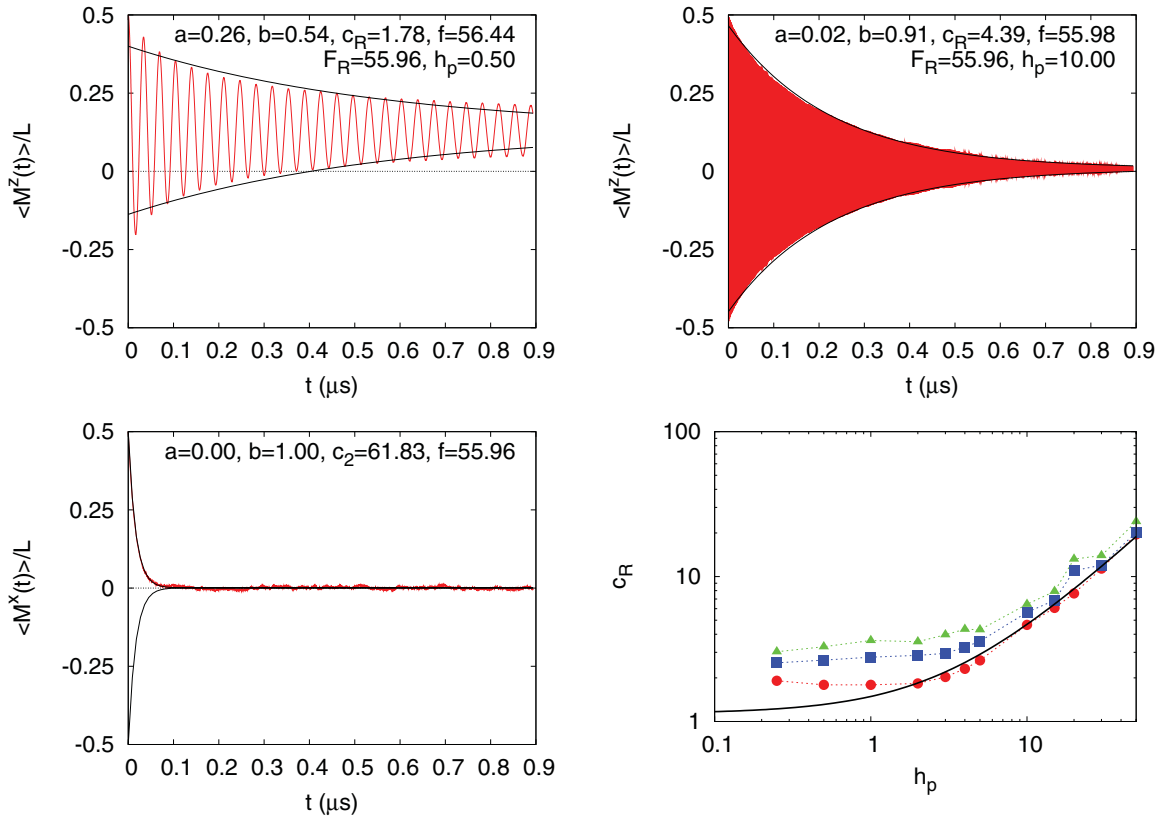 a=0.26, b=0.54, c_R=1.78, f=56.44
F_R=55.96, h_p=0.50
0.5
0.25
0
-0.25
-0.5
<M^z(t)>/L
0 0.1 0.2 0.3 0.4 0.5 0.6 0.7 0.8 0.9
t (μs)
a=0.02, b=0.91, c_R=4.39, f=55.98
F_R=55.96, h_p=10.00
0.5
0.25
0
-0.25
-0.5
<M^z(t)>/L
0 0.1 0.2 0.3 0.4 0.5 0.6 0.7 0.8 0.9
t (μs)
a=0.00, b=1.00, c_2=61.83, f=55.96
0.5
0.25
0
-0.25
-0.5
<M^x(t)>/L
0 0.1 0.2 0.3 0.4 0.5 0.6 0.7 0.8 0.9
t (μs)
100
10
1
c_R
0.1 1 10
h_p